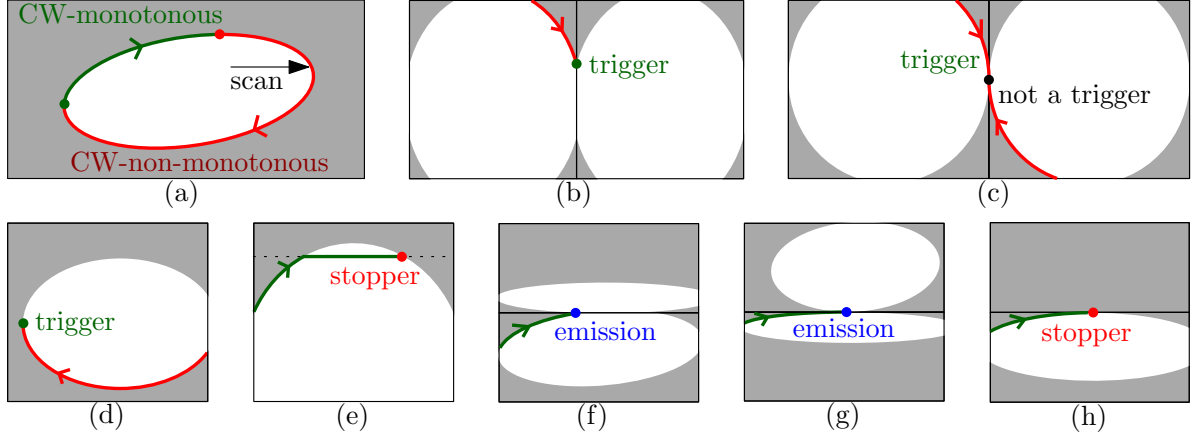 CW-monotonous
scan
CW-non-monotonous
(a)
trigger
(b)
trigger
not a trigger
(c)
trigger
(d)
stopper
(e)
emission
(f)
emission
(g)
stopper
(h)